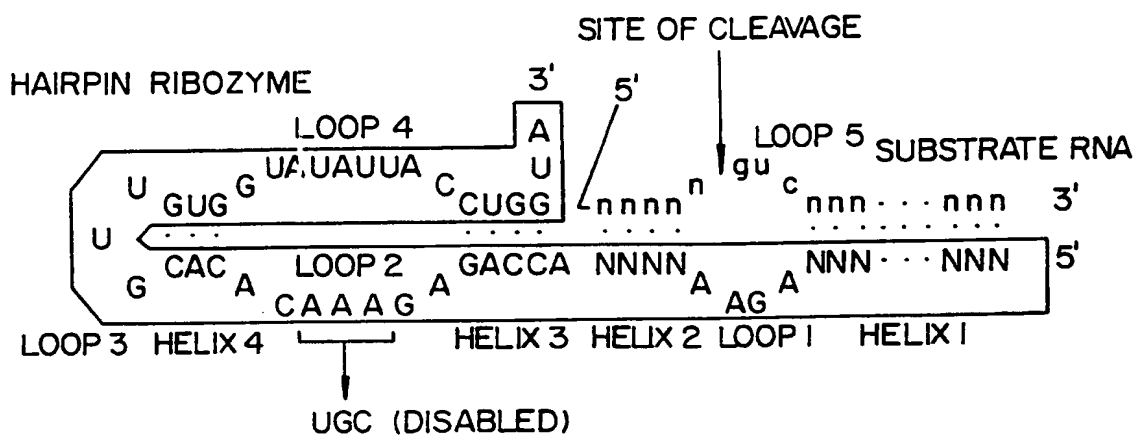 SITE OF CLEAVAGE
HAIRPIN RIBOZYME 3' 5'
LOOP 4 A LOOP 5 SUBSTRATE RNA
U GUG G UAUAUUA C CUGG U nnnn n gu c nnn ··· nnn 3'
U
G CAC A LOOP 2 CAAAG A GACCA NNNN A AG A NNN ··· NNN 5'
LOOP 3 HELIX 4 HELIX 3 HELIX 2 LOOP 1 HELIX 1
UGC (DISABLED)